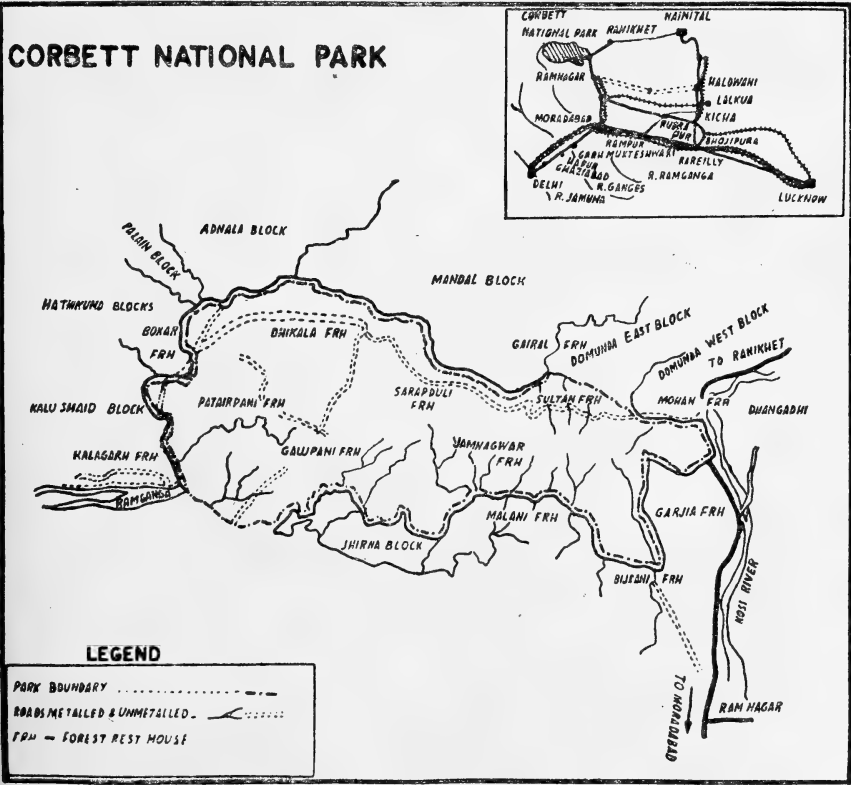 CORBETT NATIONAL PARK
CORBETT
NATIONAL PARK
RANIKHET
NAINITAL
RAMNAGAR
HALDWANI
LALKUA
KICHA
MORADABAD
RUDRA
PUR
BHOJIPURA
RAMPUR
GARH MUKTESHWAR
BAREILLY
HAPUR
GHAZIABAD
R. RAMGANGA
DELHI
R. GANGES
R. JAMUNA
LUCKNOW
PALAIN BLOCK
ADNALA BLOCK
MANDAL BLOCK
HATHKUND BLOCKS
BOXAR
FRH
DHIKALA FRH
GAIRAL FRH
DOMUNDA EAST BLOCK
DOMUNDA WEST BLOCK
TO RANIKHET
KALU SHAID BLOCK
PATAIRPANI FRH
SARAPDULI
FRH
SULTAN FRH
MOHAN FRH
DHANGADHI
KALAGARH FRH
GAUJPANI FRH
JAMNAGWAR
FRH
RAMGANGA
MALANI FRH
GARJIA FRH
JHIRNA BLOCK
BIJRANI FRH
KOSI RIVER
LEGEND
PARK BOUNDARY
ROADS METALLED & UNMETALLED
FRH - FOREST REST HOUSE
TO MORADABAD
RAM NAGAR